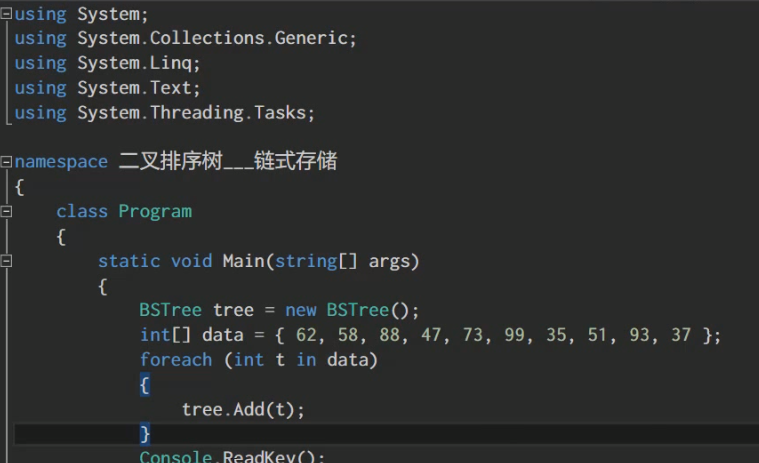 using System;
using System.Collections.Generic;
using System.Linq;
using System.Text;
using System.Threading.Tasks;
namespace 二叉排序树___链式存储
{
class Program
{
static void Main(string[] args)
{
BSTree tree = new BSTree();
int[] data = { 62, 58, 88, 47, 73, 99, 35, 51, 93, 37 };
foreach (int t in data)
{
tree.Add(t);
}
Console.ReadKey();